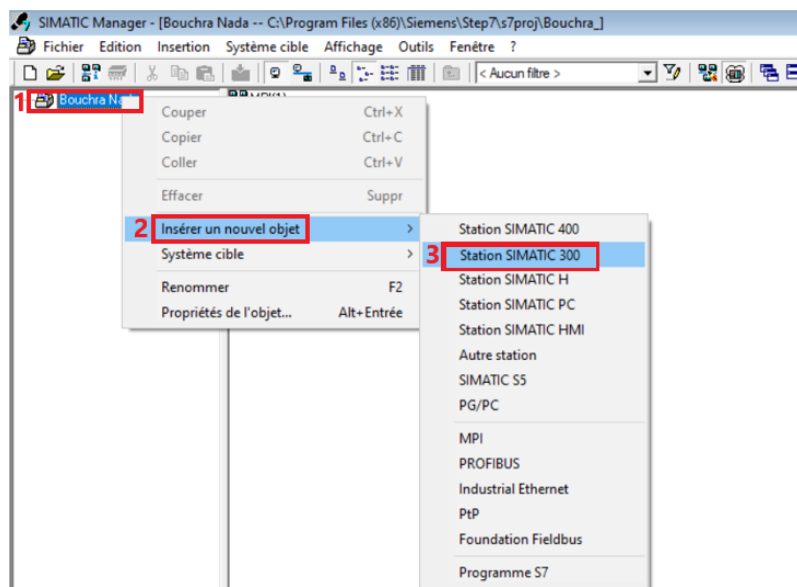 SIMATIC Manager - [Bouchra Nada -- C:\Program Files (x86)\Siemens\Step7\s7proj\Bouchra_]
Fichier Edition Insertion Système cible Affichage Outils Fenêtre ?
< Aucun filtre >
1 Bouchra Na
Couper Ctrl+X
Copier Ctrl+C
Coller Ctrl+V
Effacer Suppr
2 Insérer un nouvel objet >
Système cible >
Renommer F2
Propriétés de l'objet... Alt+Entrée
Station SIMATIC 400
3 Station SIMATIC 300
Station SIMATIC H
Station SIMATIC PC
Station SIMATIC HMI
Autre station
SIMATIC S5
PG/PC
MPI
PROFIBUS
Industrial Ethernet
PtP
Foundation Fieldbus
Programme S7